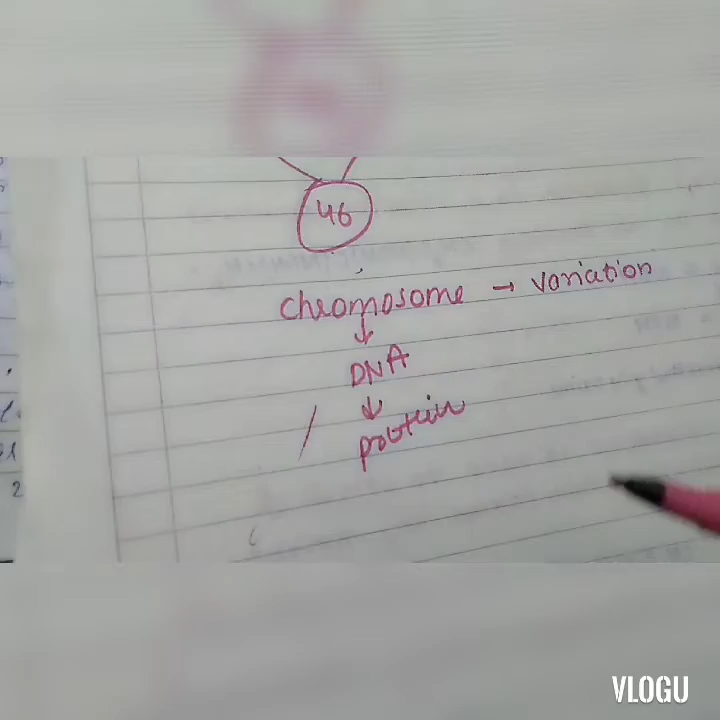 46
chromosome → variation
↓
DNA
↓
protein
VLOGU